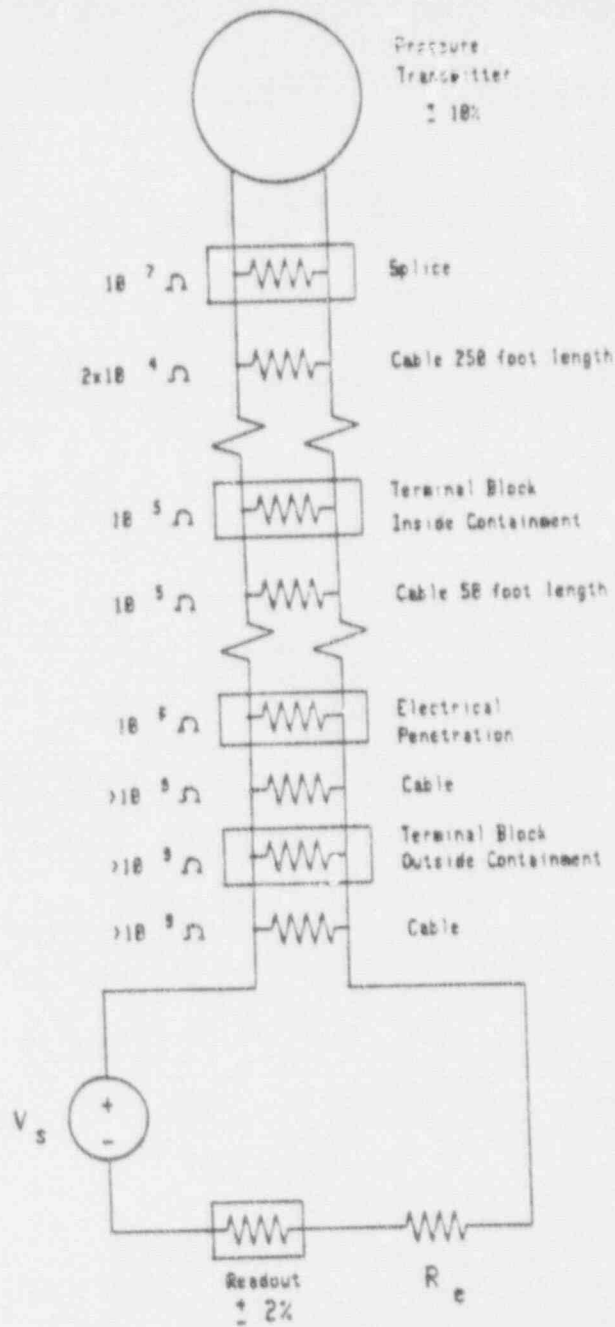 Pressure
Transmitter
± 10%
10 7 Ω
Splice
2x10 4 Ω
Cable 250 foot length
10 5 Ω
Terminal Block
Inside Containment
10 5 Ω
Cable 50 foot length
10 6 Ω
Electrical
Penetration
>10 9 Ω
Cable
>10 9 Ω
Terminal Block
Outside Containment
>10 9 Ω
Cable
+
V s
-
Readout
± 2%
R e